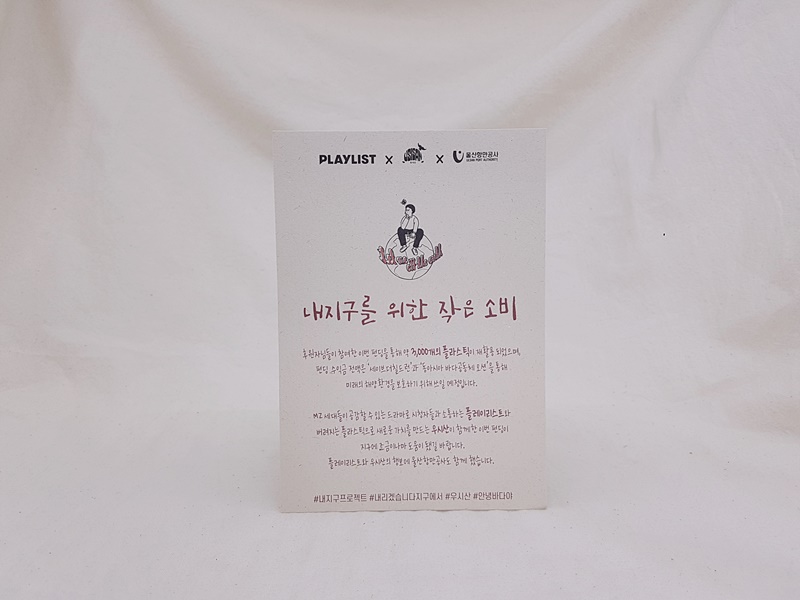 PLAYLIST X X 울산항만공사
ULSAN PORT AUTHORITY
내지구를 위한 작은 소비
후원자님들이 참여한 이번 펀딩을 통해 약 3,000개의 플라스틱이 재활용 되었으며,
펀딩 수익금 전액은 '세이브더칠드런'과 '동아시아 바다공동체 오션'을 통해
미래의 해양환경을 보호하기 위해 쓰일 예정입니다.
MZ 세대들이 공감할 수 있는 드라마로 시청자들과 소통하는 플레이리스트와
버려지는 플라스틱으로 새로운 가치를 만드는 우시산이 함께한 이번 펀딩이
지구에 조금이나마 도움이 됐길 바랍니다.
플레이리스트와 우시산의 행보에 울산항만공사도 함께 했습니다.
#내지구프로젝트 #내리겠습니다지구에서 #우시산 #안녕바다야